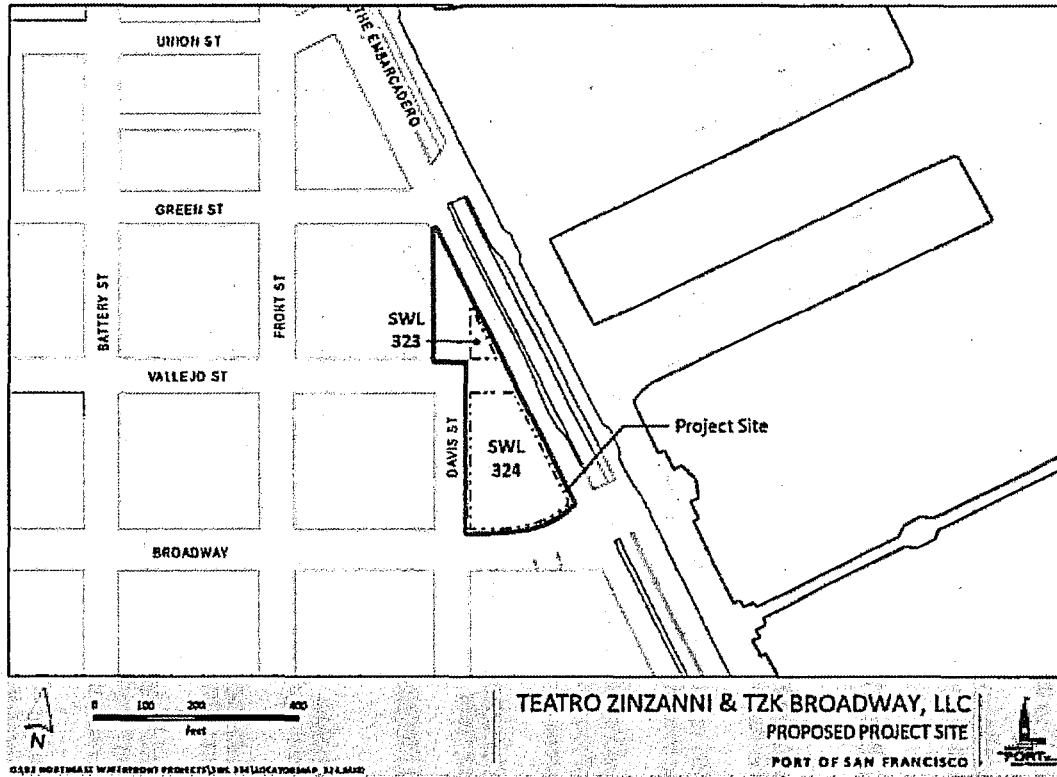 UNION ST
THE EMBARCADERO
GREEN ST
BATTERY ST
FRONT ST
SWL
323
VALLEJO ST
DAVIS ST
SWL
324
Project Site
BROADWAY
0 100 200 400
feet
N
TEATRO ZINZANNI & TZK BROADWAY, LLC
PROPOSED PROJECT SITE
PORT OF SAN FRANCISCO
PORT